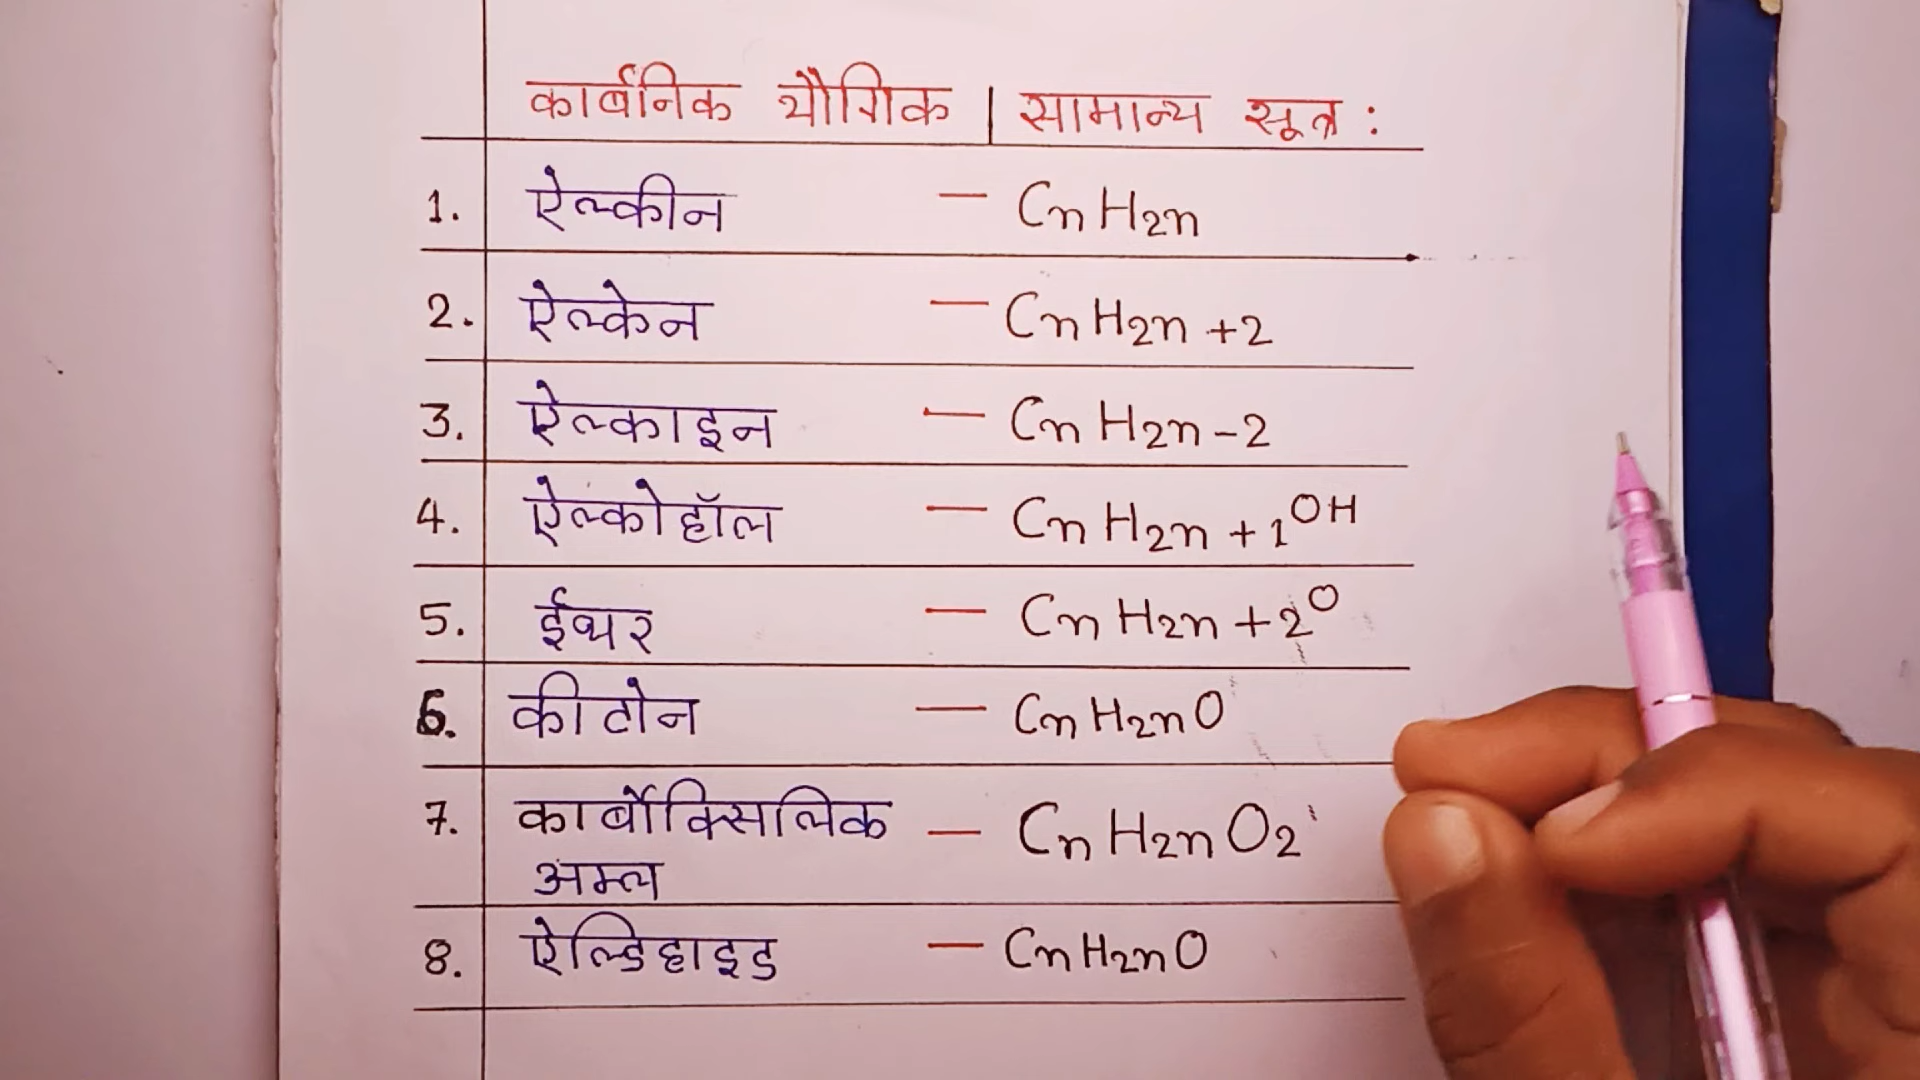 कार्बनिक यौगिक | सामान्य सूत्र :
1. ऐल्कीन — CnH2n
2. ऐल्केन — CnH2n+2
3. ऐल्काइन — CnH2n-2
4. ऐल्कोहॉल — CnH2n+1OH
5. ईथर — CnH2n+2O
6. कीटोन — CnH2nO
7. कार्बोक्सिलिक — CnH2nO2
अम्ल
8. ऐल्डिहाइड — CnH2nO